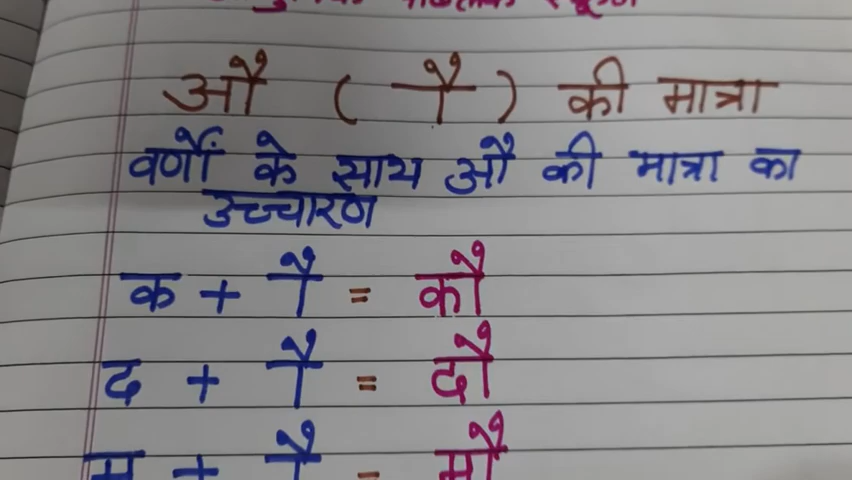 औ ( ौ ) की मात्रा
वर्णों के साथ औ की मात्रा का
उच्चारण
क + ौ = कौ
द + ौ = दौ
म + ौ = मौ